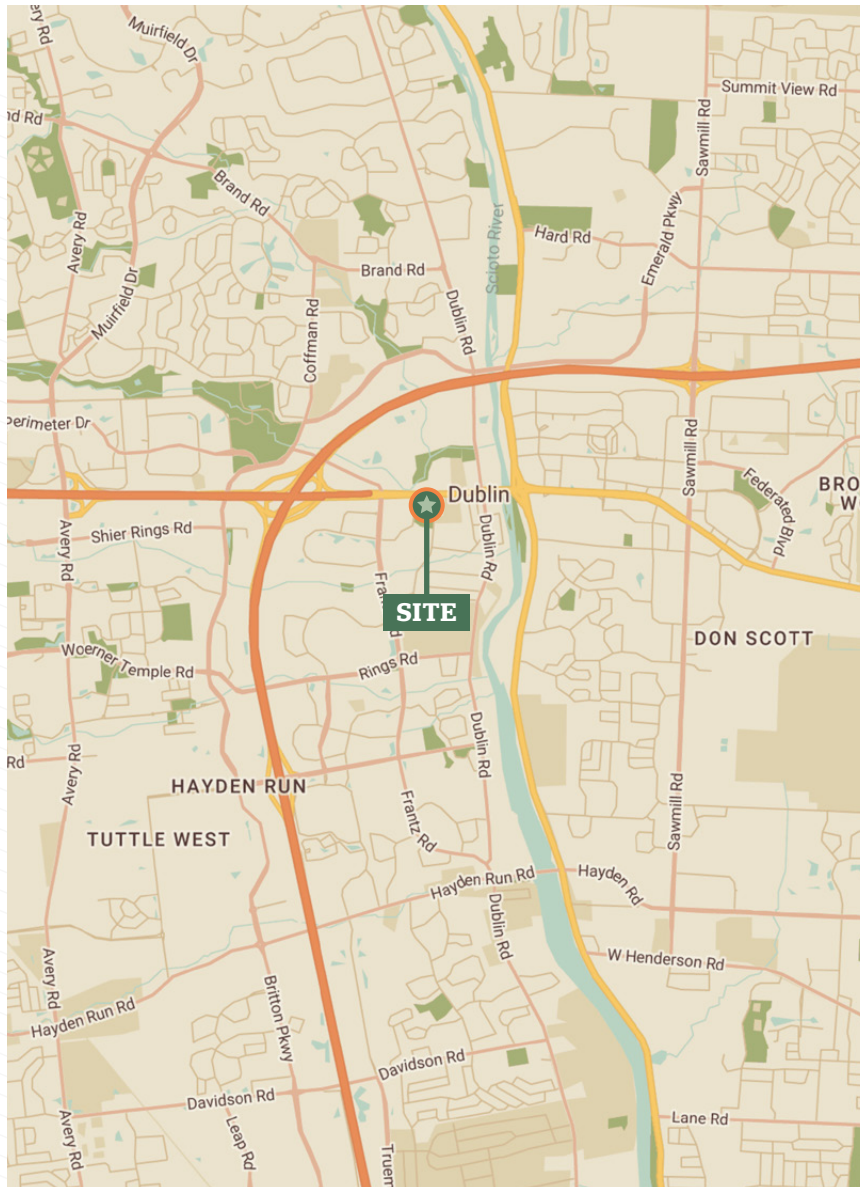 ry Rd
Muirfield Dr
Summit View Rd
nd Rd
Sawmill Rd
Brand Rd
Avery Rd
Scioto River
Hard Rd
Emerald Pkwy
Brand Rd
Muirfield Dr
Coffman Rd
Dublin Rd
Perimeter Dr
Sawmill Rd
Federated Blvd
BRO
W
Dublin
Avery Rd
Shier Rings Rd
Dublin Rd
Fra
d
SITE
DON SCOTT
Woerner Temple Rd
Rings Rd
Dublin Rd
Rd
Avery Rd
HAYDEN RUN
TUTTLE WEST
Frantz Rd
Sawmill Rd
Hayden Run Rd
Hayden Rd
Dublin Rd
W Henderson Rd
Avery Rd
Hayden Run Rd
Britton Pkwy
Davidson Rd
Davidson Rd
Leap Rd
Avery Rd
Truem
Lane Rd